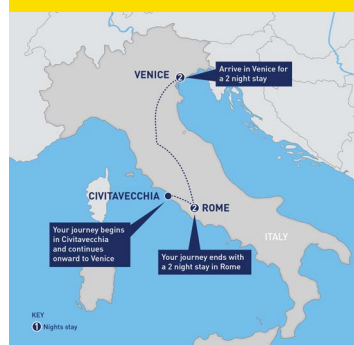 VENICE
2
Arrive in Venice for
a 2 night stay
CIVITAVECCHIA
2
ROME
Your journey begins
in Civitavecchia
and continues
onward to Venice
Your journey ends with
a 2 night stay in Rome
ITALY
KEY
1 Nights stay